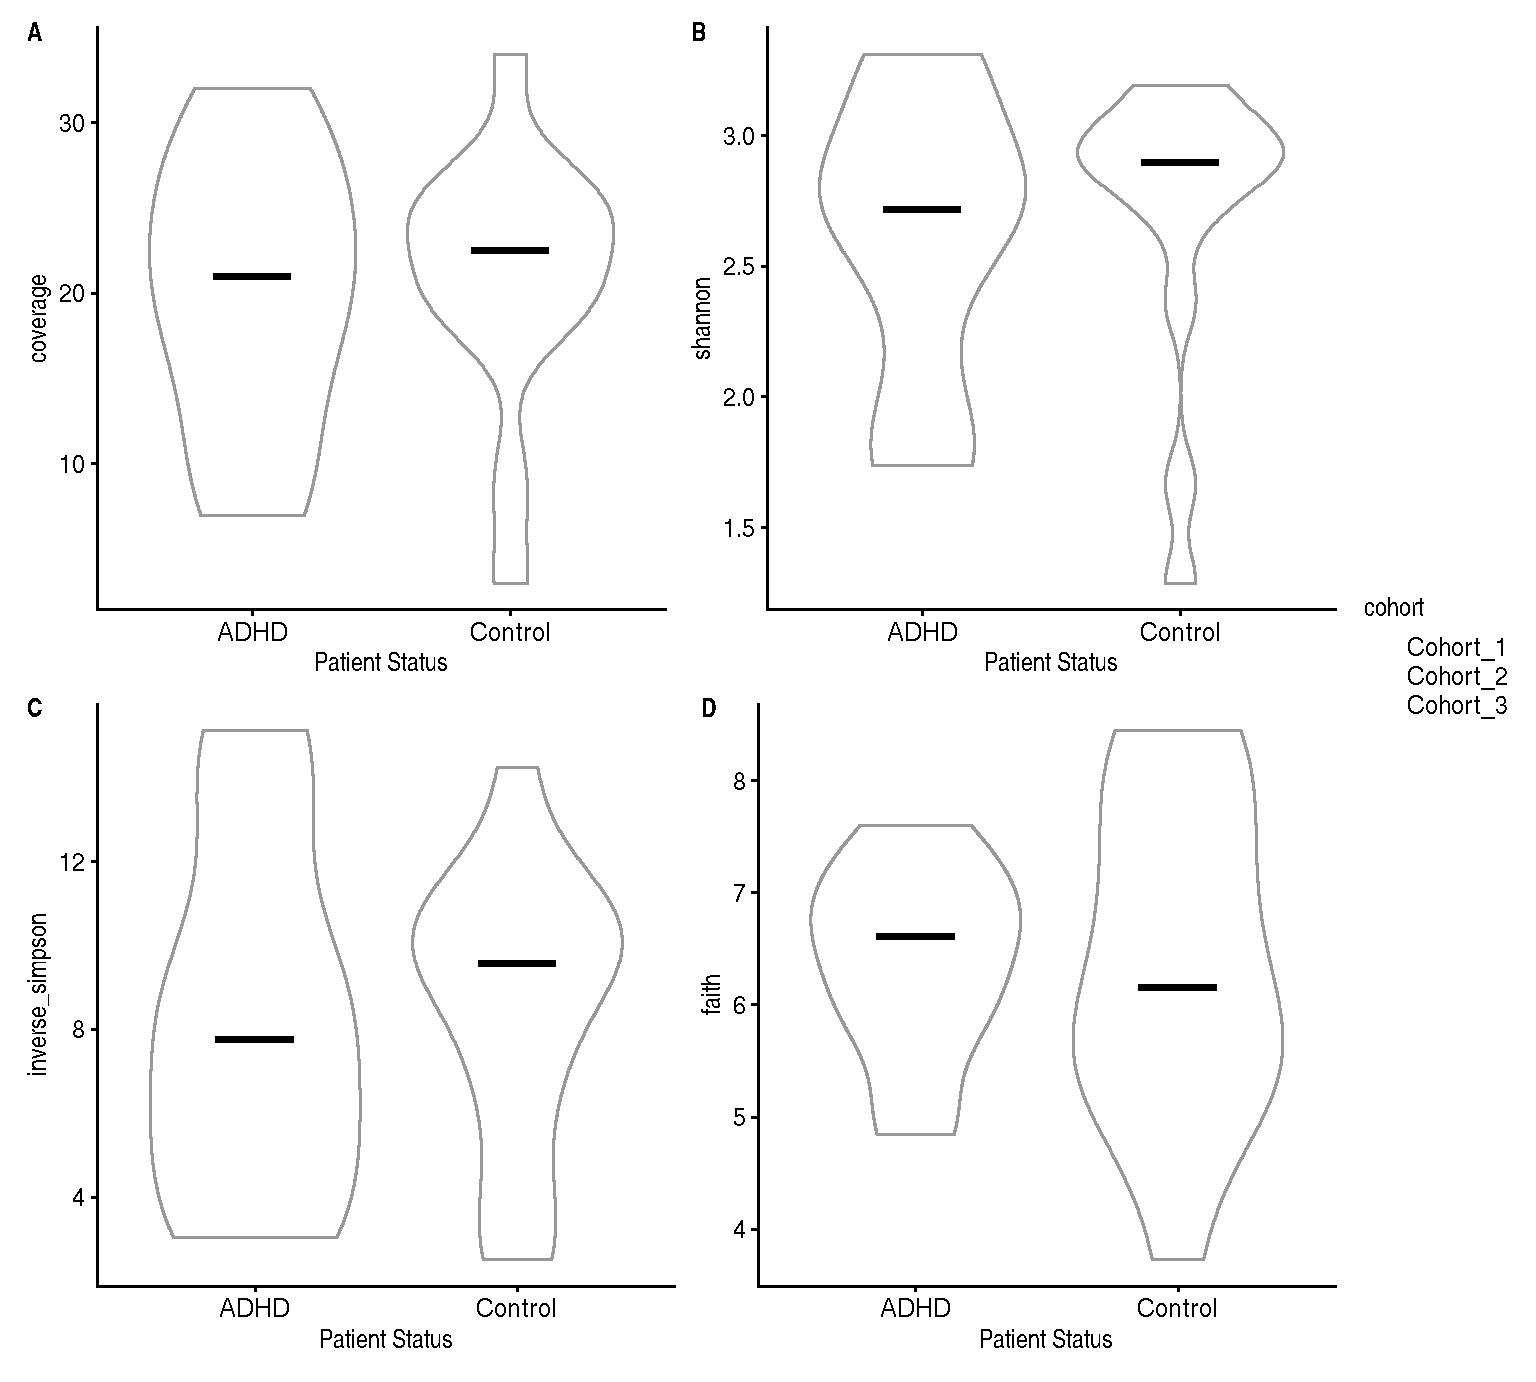 A
30
20
10
coverage
ADHD
Control
Patient Status
B
3.0
2.5
2.0
1.5
shannon
ADHD
Control
Patient Status
cohort
Cohort_1
Cohort_2
Cohort_3
C
12
8
4
inverse_simpson
ADHD
Control
Patient Status
D
8
7
6
5
4
faith
ADHD
Control
Patient Status